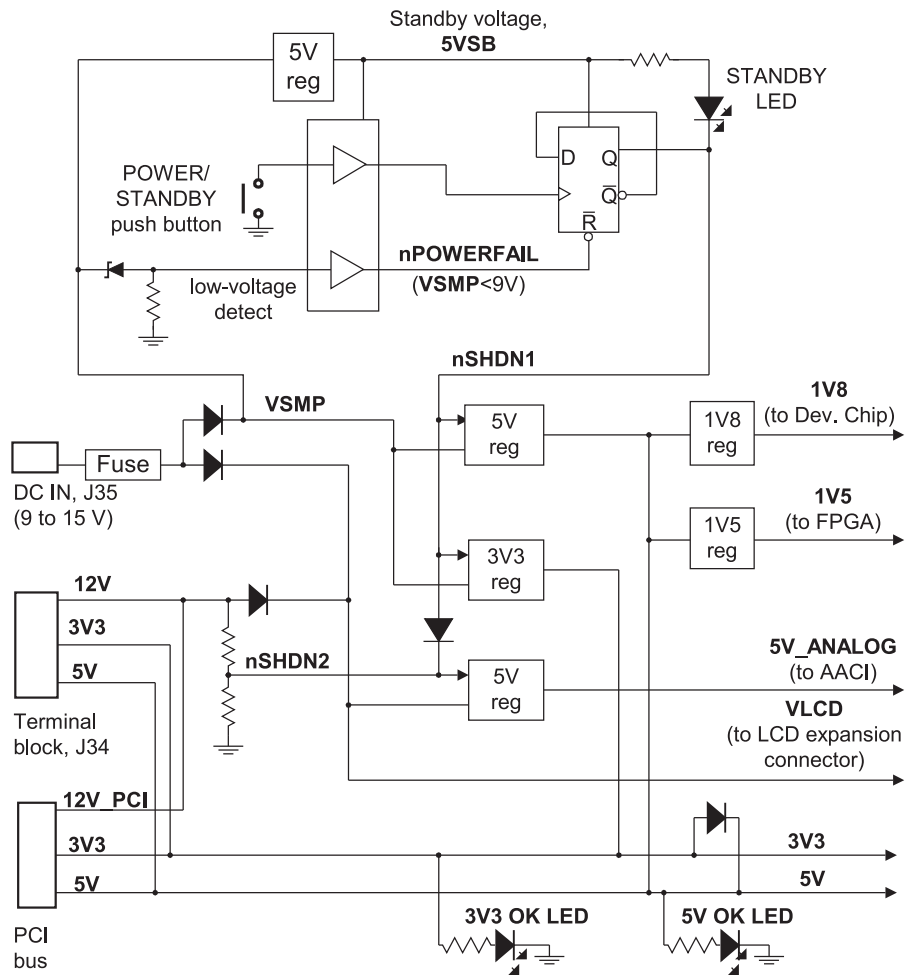 Standby voltage,
5VSB
5V
reg
STANDBY
LED
D
Q
Q
R
POWER/
STANDBY
push button
nPOWERFAIL
(VSMP<9V)
low-voltage
detect
nSHDN1
VSMP
5V
reg
1V8
reg
1V8
(to Dev. Chip)
Fuse
DC IN, J35
(9 to 15 V)
1V5
reg
1V5
(to FPGA)
3V3
reg
12V
3V3
5V
Terminal
block, J34
nSHDN2
5V
reg
5V_ANALOG
(to AACI)
VLCD
(to LCD expansion
connector)
12V_PCI
3V3
5V
PCI
bus
3V3
5V
3V3 OK LED
5V OK LED